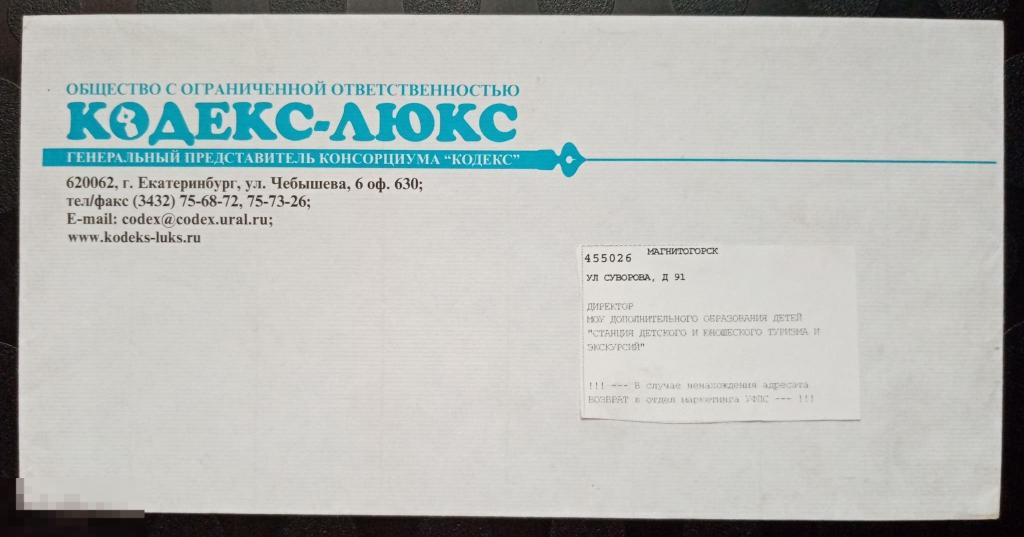 ОБЩЕСТВО С ОГРАНИЧЕННОЙ ОТВЕТСТВЕННОСТЬЮ
КОДЕКС-ЛЮКС
ГЕНЕРАЛЬНЫЙ ПРЕДСТАВИТЕЛЬ КОНСОРЦИУМА “КОДЕКС”
620062, г. Екатеринбург, ул. Чебышева, 6 оф. 630;
тел/факс (3432) 75-68-72, 75-73-26;
E-mail: codex@codex.ural.ru;
www.kodeks-luks.ru
455026 МАГНИТОГОРСК
УЛ СУВОРОВА, Д 91
ДИРЕКТОР
МОУ ДОПОЛНИТЕЛЬНОГО ОБРАЗОВАНИЯ ДЕТЕЙ
"СТАНЦИЯ ДЕТСКОГО И ЮНОШЕСКОГО ТУРИЗМА И
ЭКСКУРСИЙ"
!!! --- В случае ненахождения адресата
ВОЗВРАТ в отдел маркетинга УФПС --- !!!